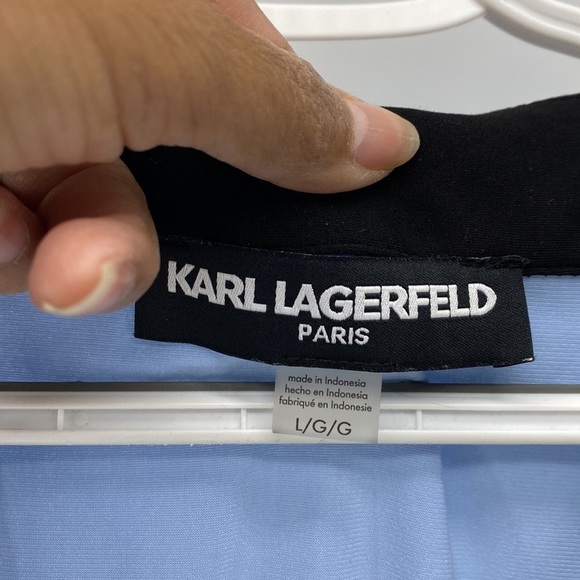 KARL LAGERFELD
PARIS
made in Indonesia
hecho en Indonesia
fabriqué en Indonesie
L/G/G